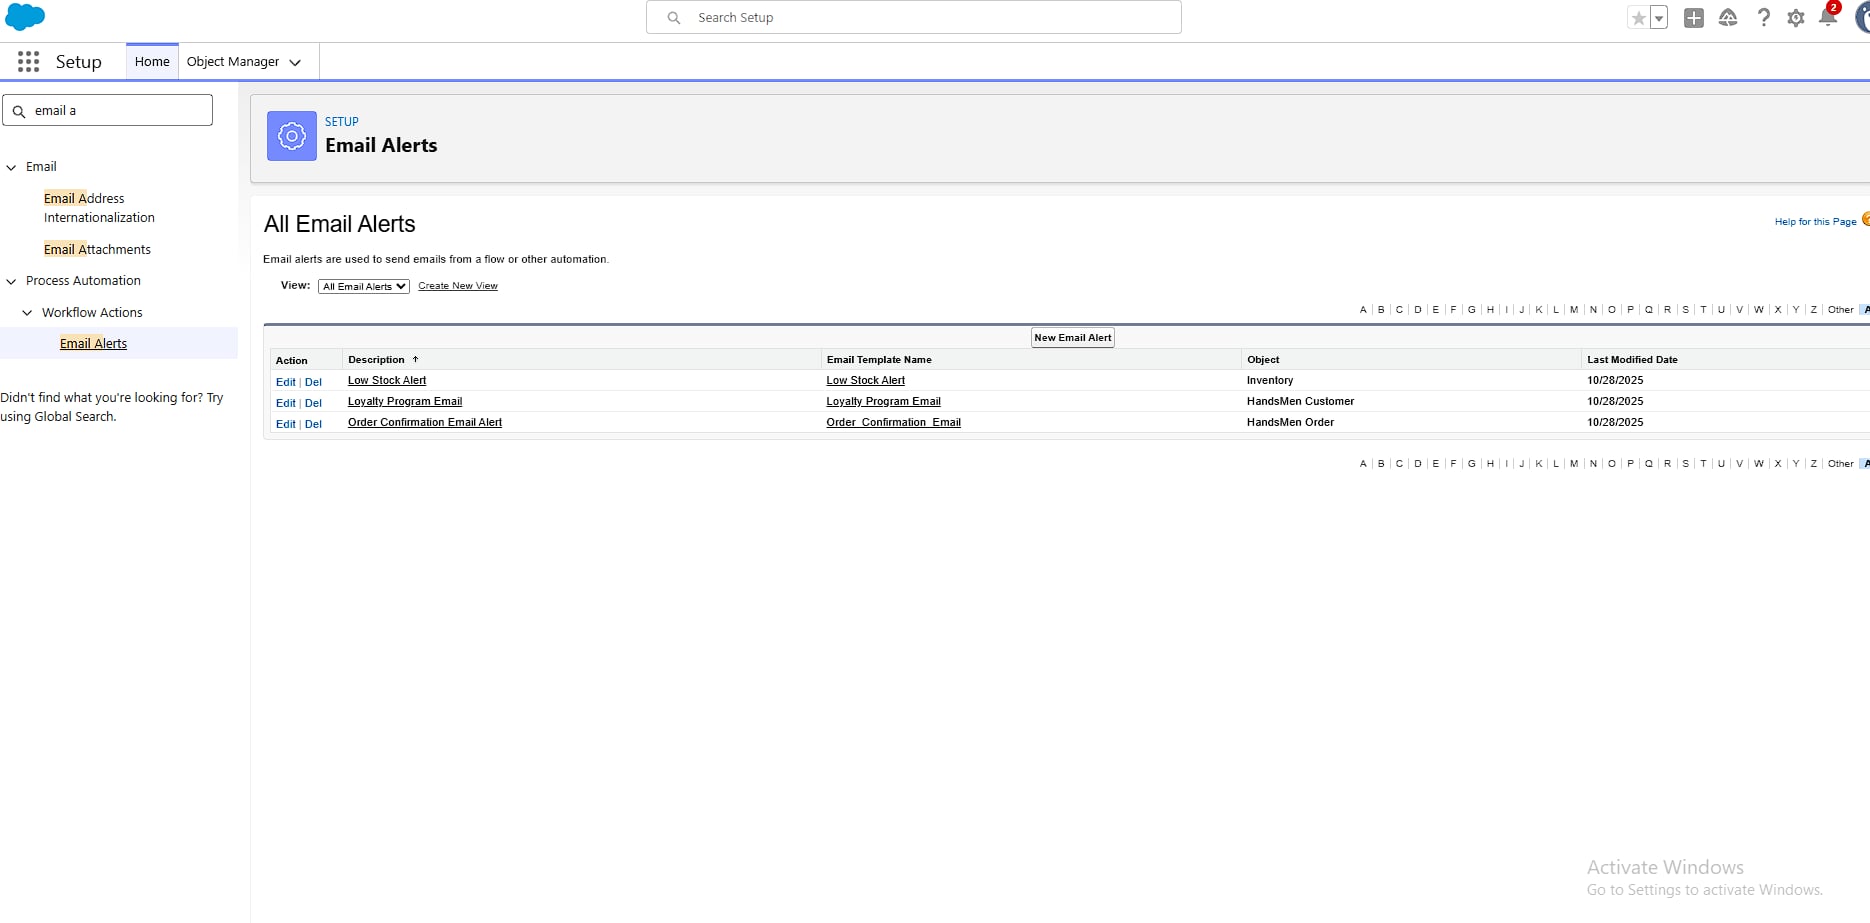 Search Setup
2
Setup
Home
Object Manager
email a
Email
Email Address
Internationalization
Email Attachments
Process Automation
Workflow Actions
Email Alerts
Didn't find what you're looking for? Try
using Global Search.
SETUP
Email Alerts
All Email Alerts
Help for this Page
Email alerts are used to send emails from a flow or other automation.
View: All Email Alerts Create New View
A | B | C | D | E | F | G | H | I | J | K | L | M | N | O | P | Q | R | S | T | U | V | W | X | Y | Z | Other
New Email Alert
Action Description Email Template Name Object Last Modified Date
Edit | Del Low Stock Alert Low Stock Alert Inventory 10/28/2025
Edit | Del Loyalty Program Email Loyalty Program Email HandsMen Customer 10/28/2025
Edit | Del Order Confirmation Email Alert Order_Confirmation_Email HandsMen Order 10/28/2025
A | B | C | D | E | F | G | H | I | J | K | L | M | N | O | P | Q | R | S | T | U | V | W | X | Y | Z | Other
Activate Windows
Go to Settings to activate Windows.